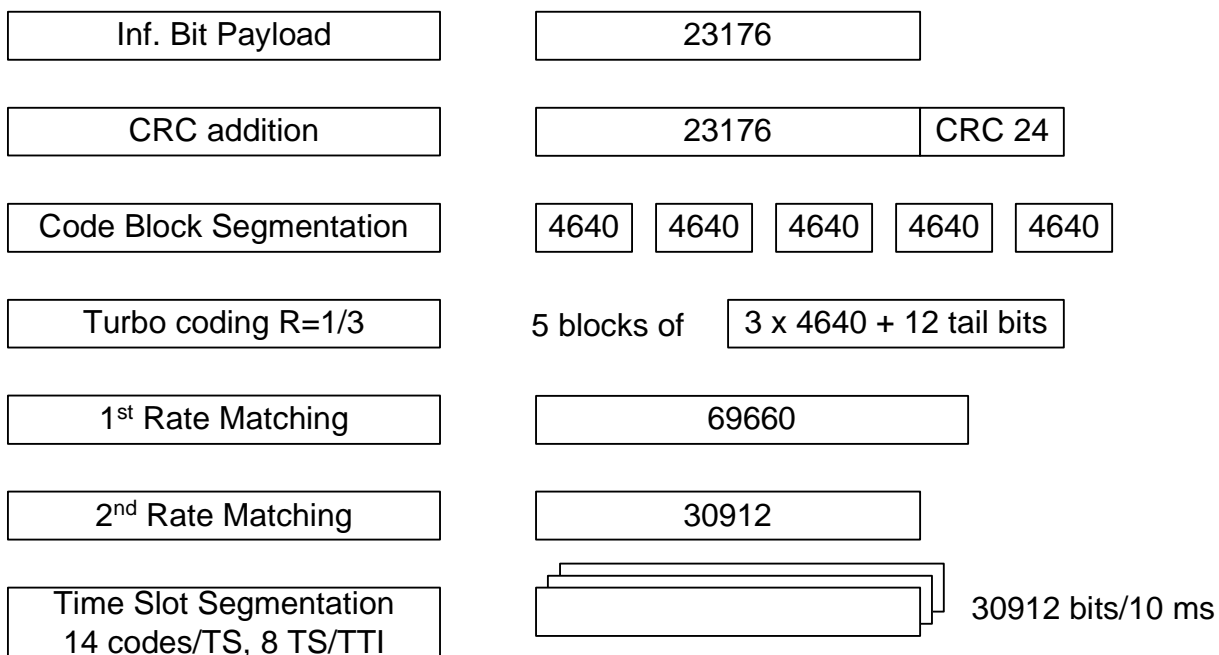 Inf. Bit Payload 23176
CRC addition 23176 CRC 24
Code Block Segmentation 4640 4640 4640 4640 4640
Turbo coding R=1/3 5 blocks of 3 x 4640 + 12 tail bits
1st Rate Matching 69660
2nd Rate Matching 30912
Time Slot Segmentation
14 codes/TS, 8 TS/TTI
30912 bits/10 ms